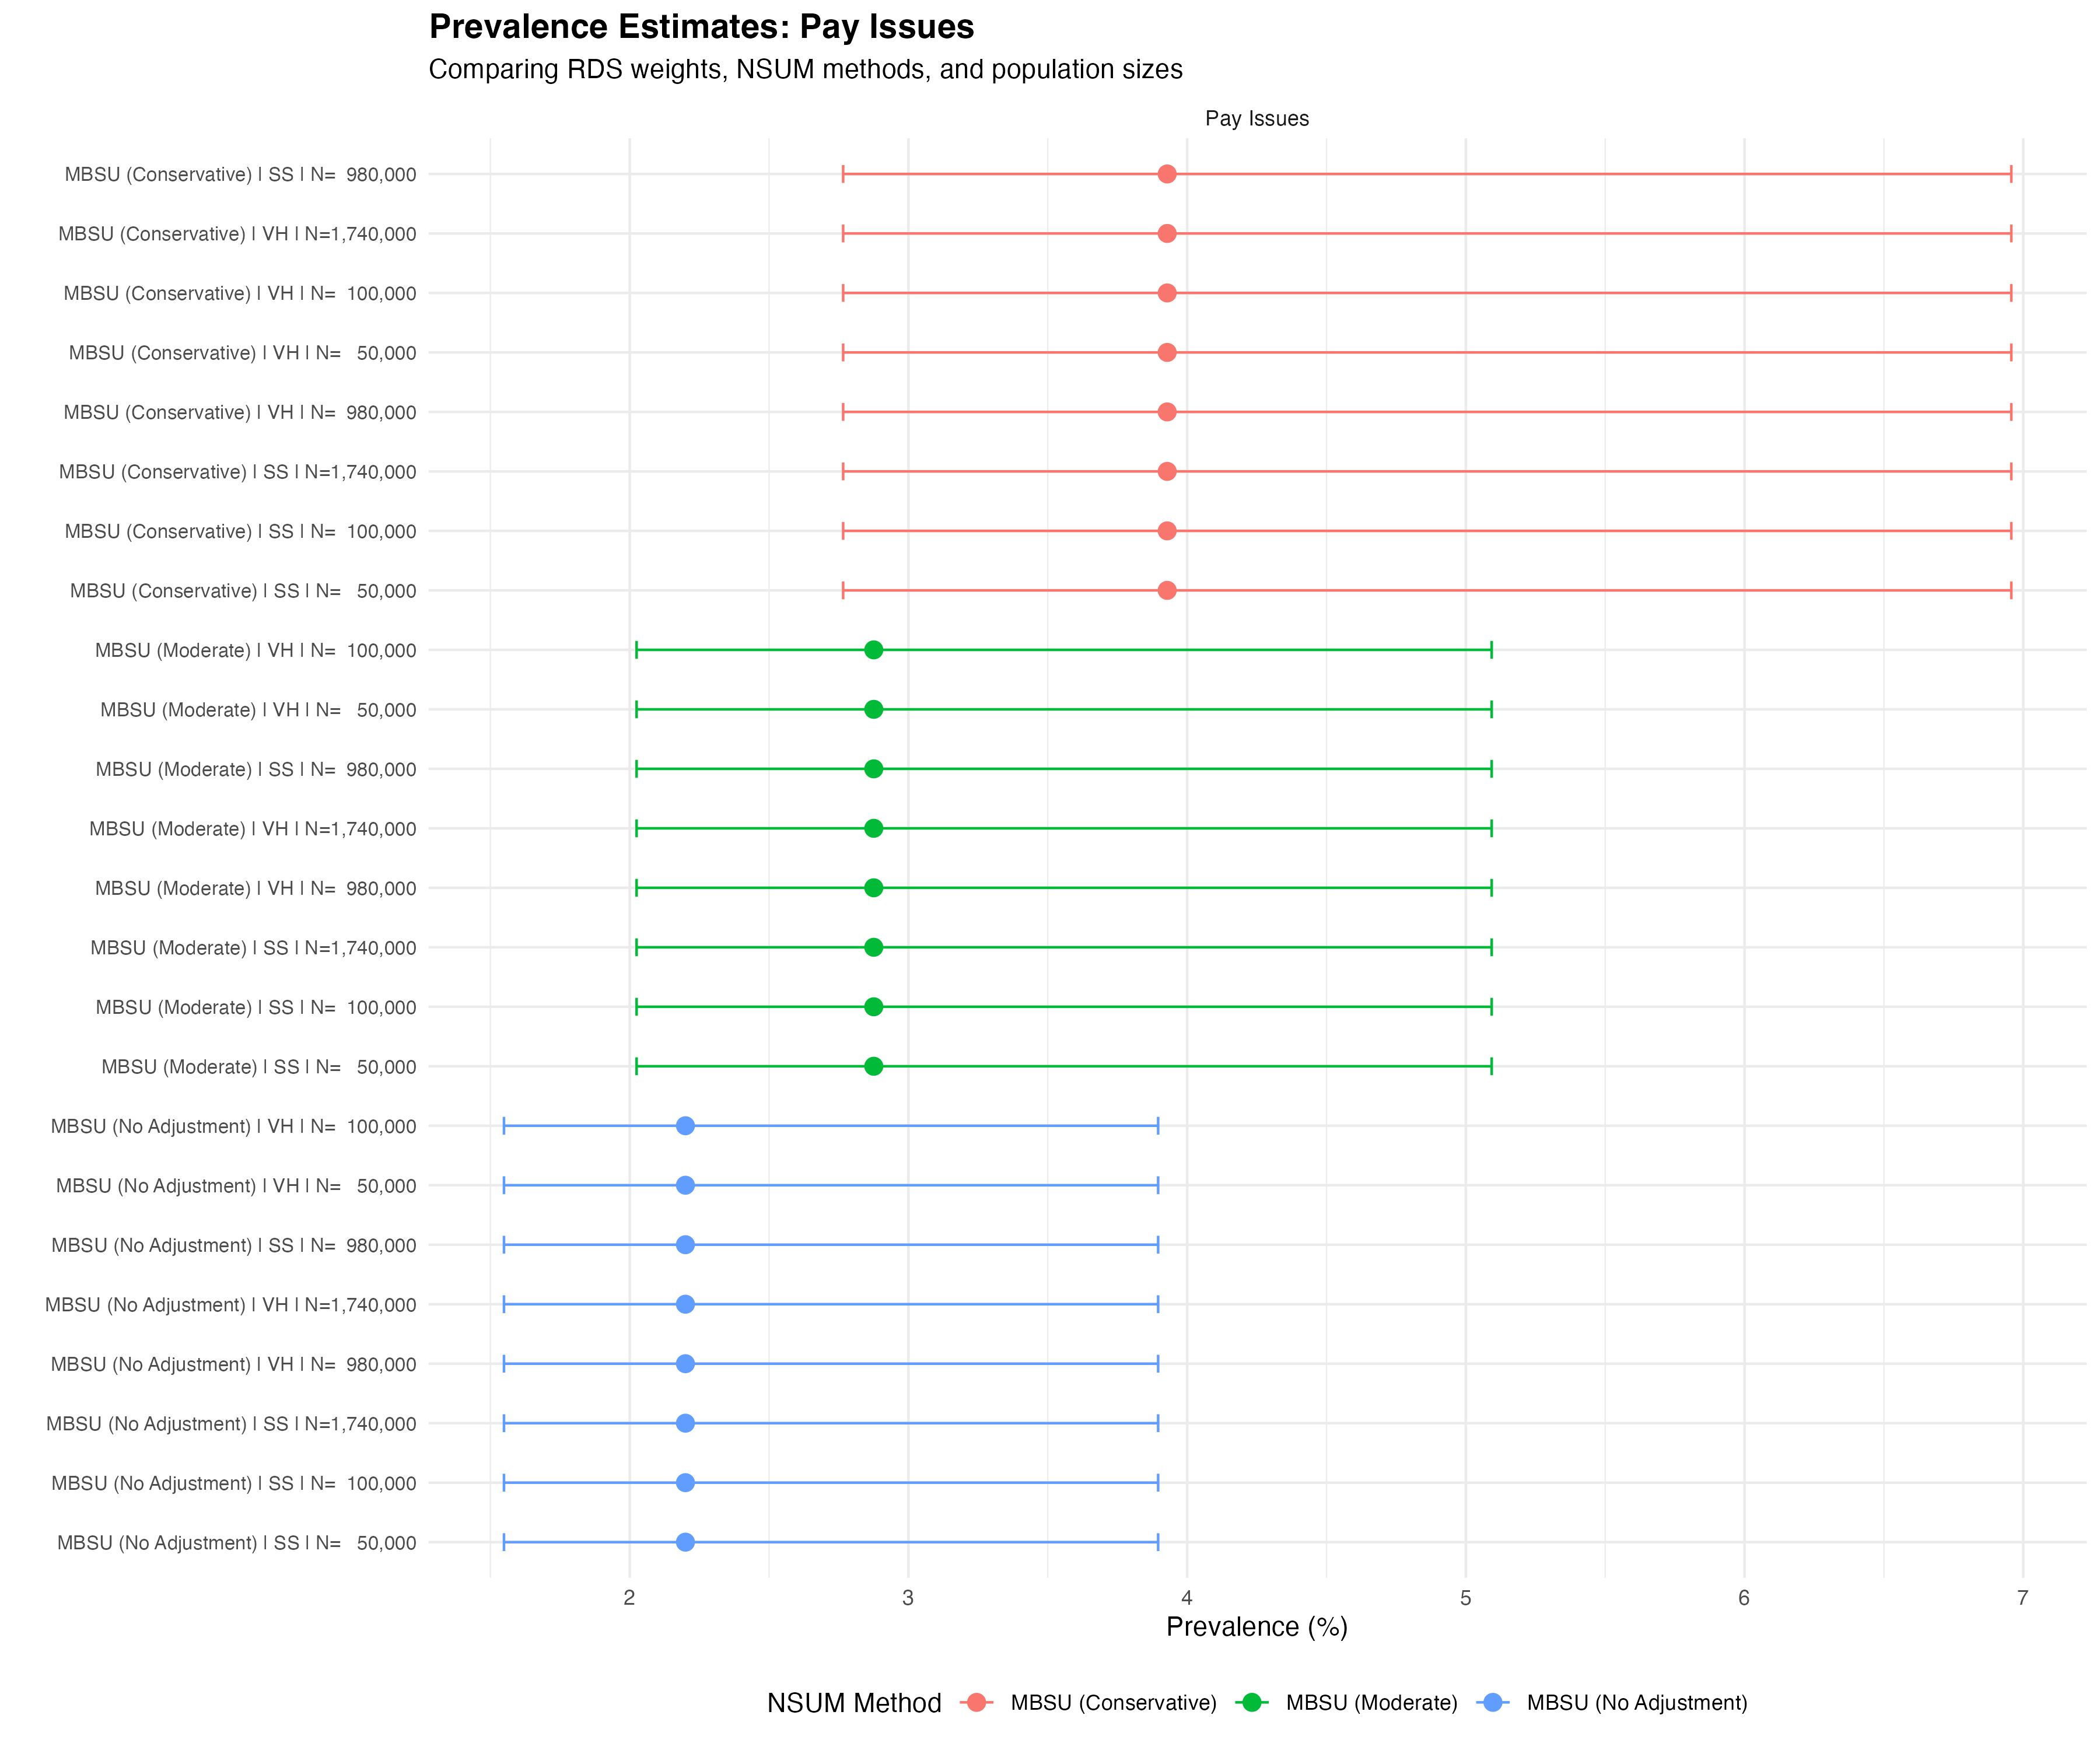 Prevalence Estimates: Pay Issues
Comparing RDS weights, NSUM methods, and population sizes
Pay Issues
MBSU (Conservative) | SS | N=  980,000
MBSU (Conservative) | VH | N=1,740,000
MBSU (Conservative) | VH | N=  100,000
MBSU (Conservative) | VH | N=   50,000
MBSU (Conservative) | VH | N=  980,000
MBSU (Conservative) | SS | N=1,740,000
MBSU (Conservative) | SS | N=  100,000
MBSU (Conservative) | SS | N=   50,000
MBSU (Moderate) | VH | N=  100,000
MBSU (Moderate) | VH | N=   50,000
MBSU (Moderate) | SS | N=  980,000
MBSU (Moderate) | VH | N=1,740,000
MBSU (Moderate) | VH | N=  980,000
MBSU (Moderate) | SS | N=1,740,000
MBSU (Moderate) | SS | N=  100,000
MBSU (Moderate) | SS | N=   50,000
MBSU (No Adjustment) | VH | N=  100,000
MBSU (No Adjustment) | VH | N=   50,000
MBSU (No Adjustment) | SS | N=  980,000
MBSU (No Adjustment) | VH | N=1,740,000
MBSU (No Adjustment) | VH | N=  980,000
MBSU (No Adjustment) | SS | N=1,740,000
MBSU (No Adjustment) | SS | N=  100,000
MBSU (No Adjustment) | SS | N=   50,000
2 3 4 5 6 7
Prevalence (%)
NSUM Method MBSU (Conservative) MBSU (Moderate) MBSU (No Adjustment)